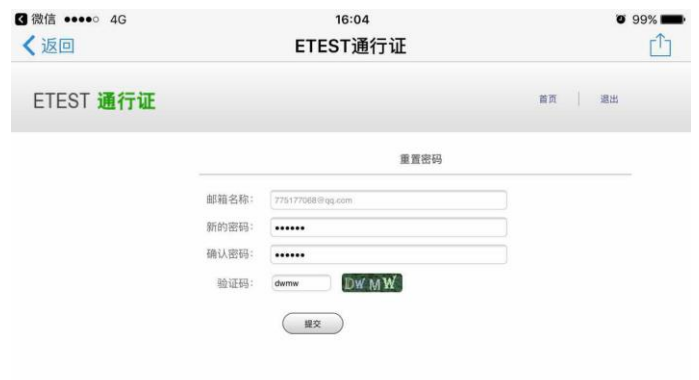 微信 4G 16:04 99%
返回 ETEST通行证
ETEST 通行证 首页 退出
重置密码
邮箱名称： 775177068@qq.com
新的密码： ••••••
确认密码： ••••••
验证码： dwmw DWMW
提交